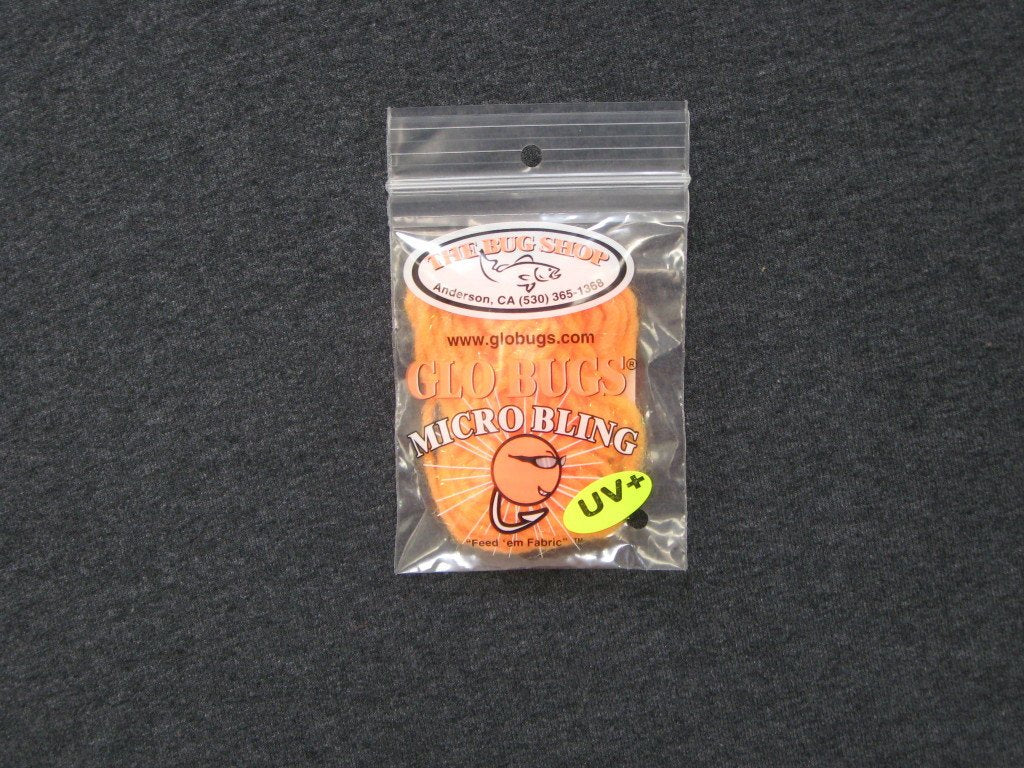 THE BUG SHOP
Anderson, CA (530) 365-1368
www.globugs.com
GLO BUGS®
MICRO BLING
UV+
"Feed 'em Fabric" ™